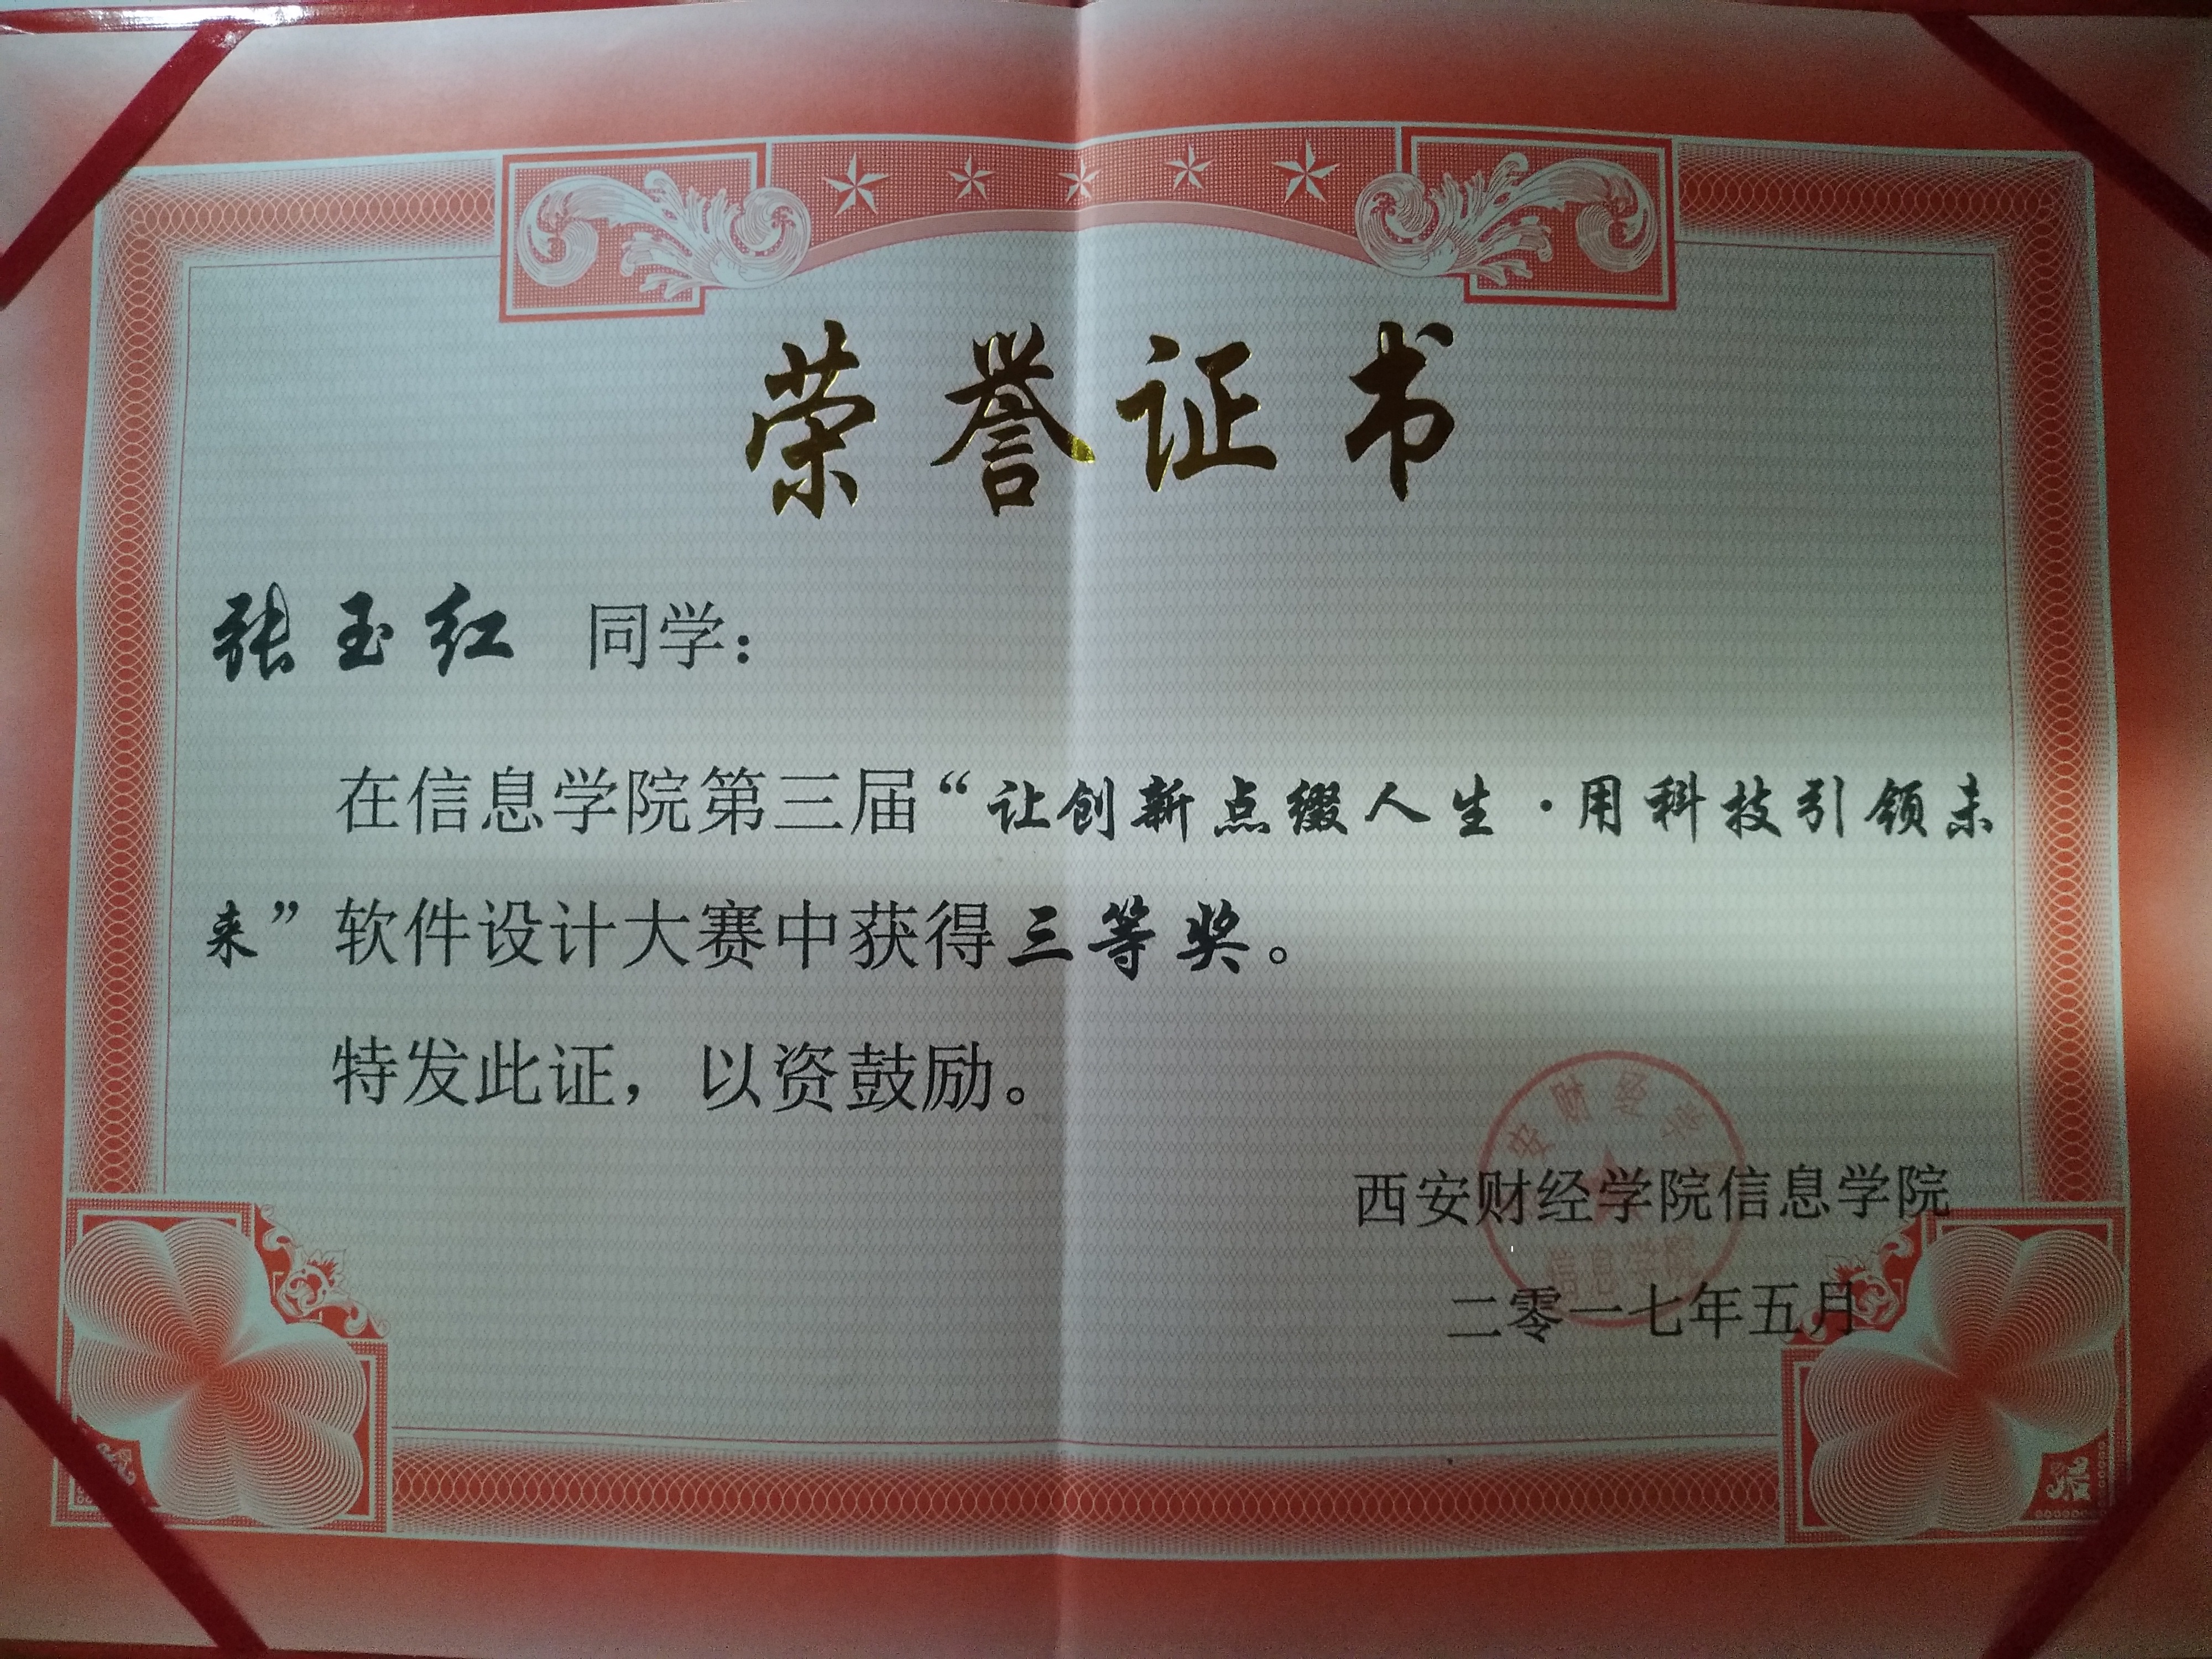 荣誉证书
张玉红 同学：
在信息学院第三届“让创新点缀人生·用科技引领未
来”软件设计大赛中获得三等奖。
特发此证，以资鼓励。
安财经学
西安财经学院信息学院
信息学院
二零一七年五月